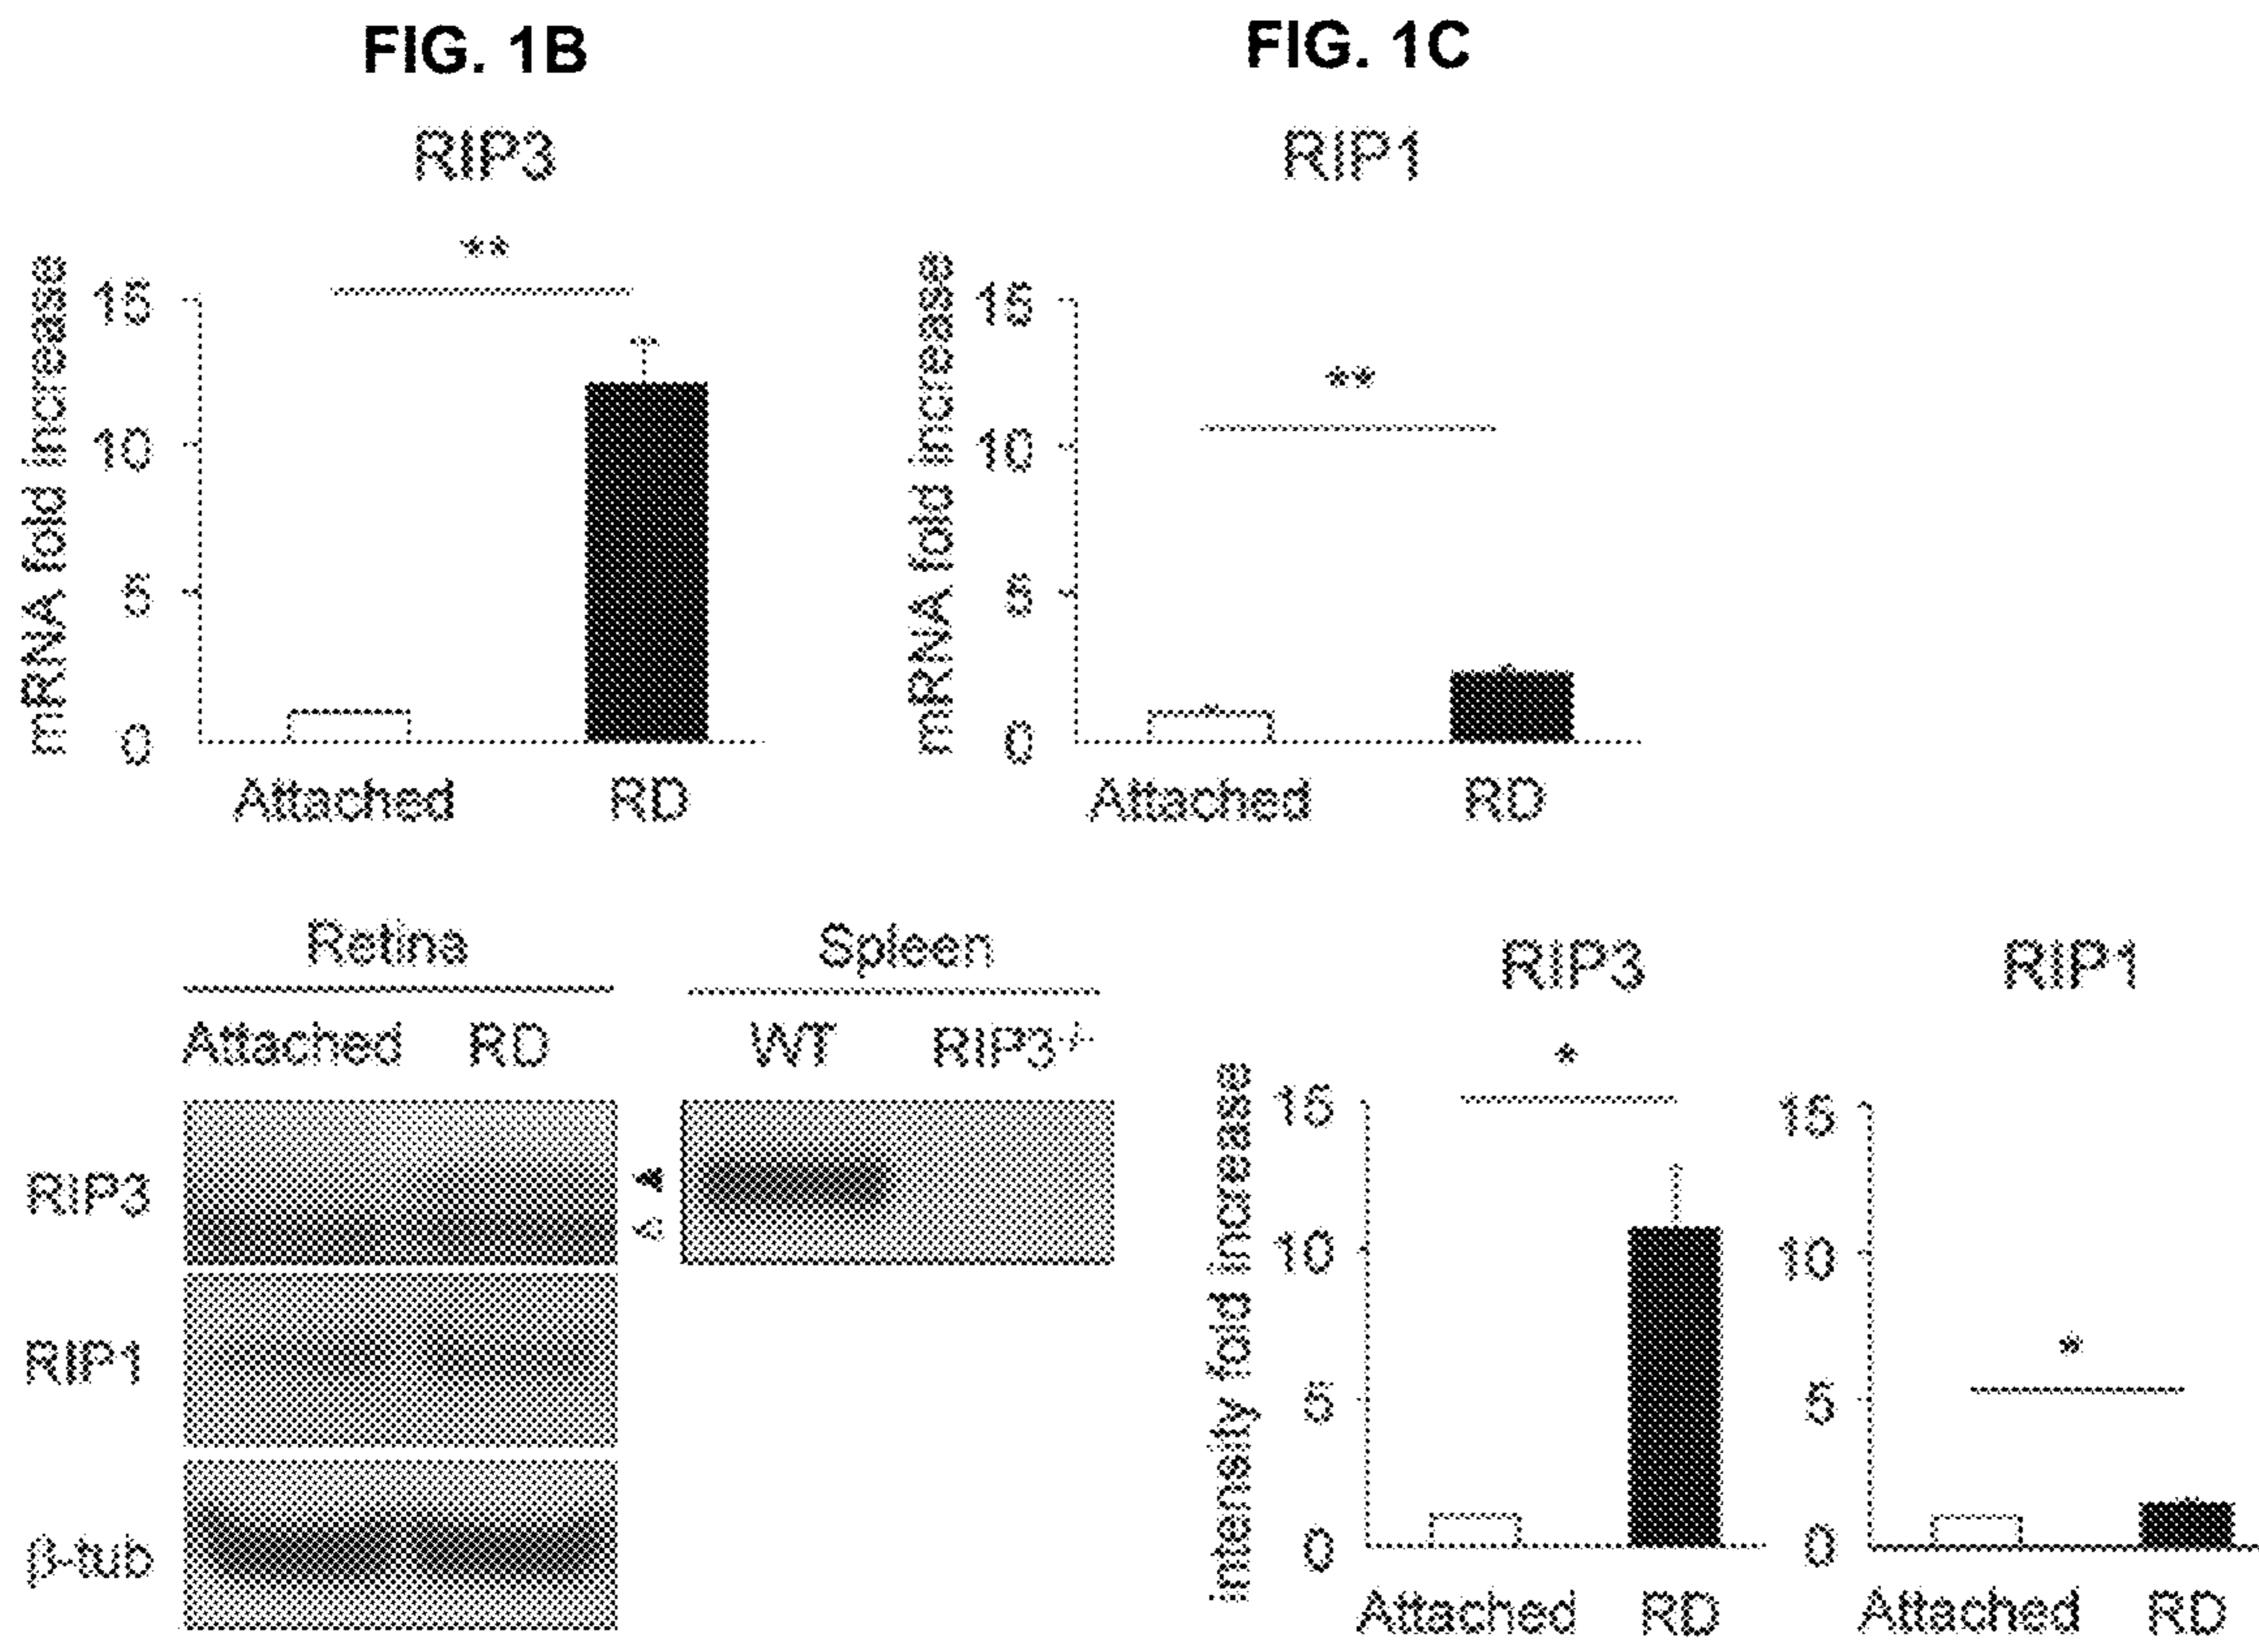 FIG. 1B
RIP3
**
mRNA fold increase
15
10
5
0
Attached RD
FIG. 1C
RIP1
**
mRNA fold increase
15
10
5
0
Attached RD
Retina Spleen
Attached RD WT RIP3-/-
RIP3
RIP1
β-tub
RIP3
*
Intensity fold increase
15
10
5
0
Attached RD
RIP1
*
15
10
5
0
Attached RD